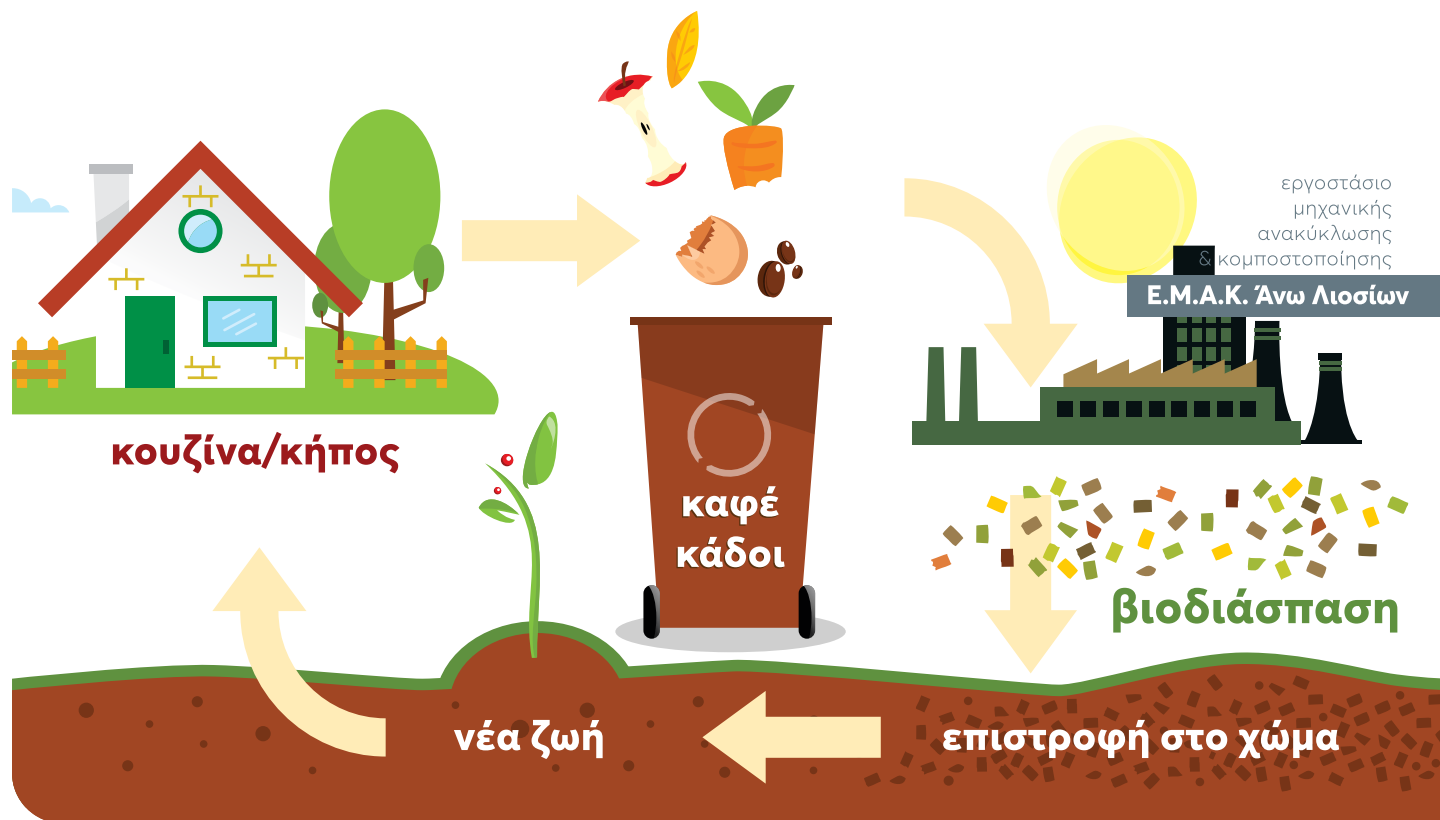 εργοστάσιο
μηχανικής
ανακύκλωσης
& κομποστοποίησης
Ε.Μ.Α.Κ. Άνω Λιοσίων
κουζίνα/κήπος
καφέ
κάδοι
βιοδιάσπαση
νέα ζωή
επιστροφή στο χώμα